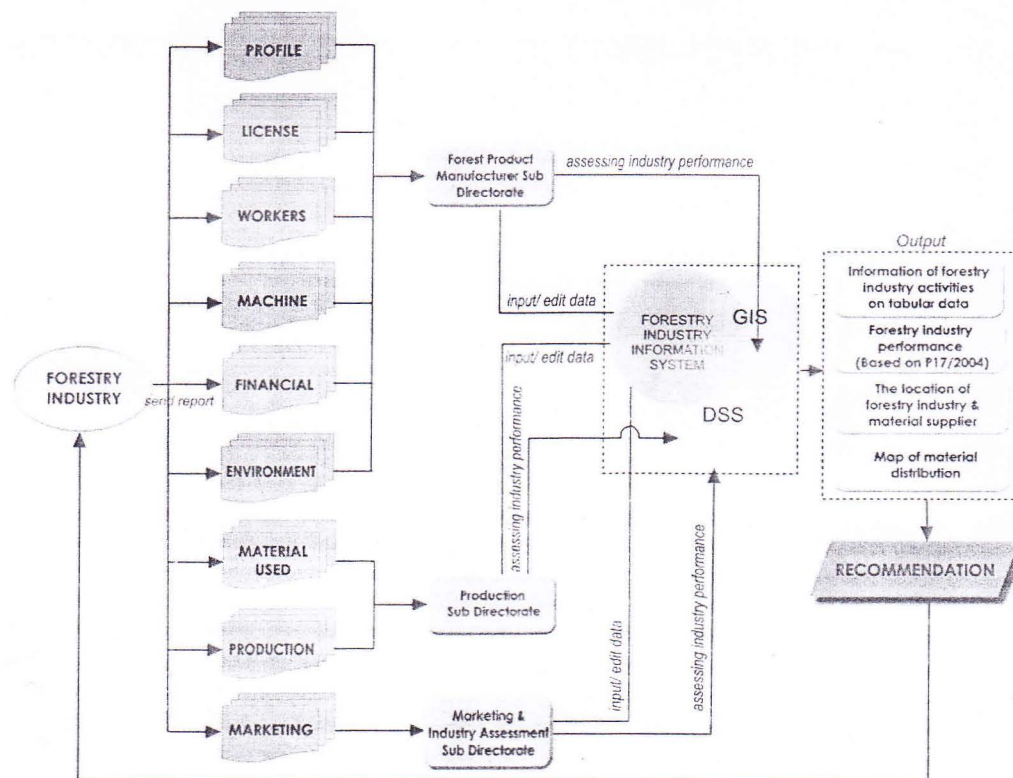 PROFILE
LICENSE
WORKERS
MACHINE
FINANCIAL
ENVIRONMENT
MATERIAL
USED
PRODUCTION
MARKETING
FORESTRY
INDUSTRY
send report
Forest Product
Manufacturer Sub
Directorate
Production
Sub Directorate
Marketing &
Industry Assessment
Sub Directorate
assessing industry performance
input/ edit data
input/ edit data
assessing industry performance
input/ edit data
assessing industry performance
FORESTRY
INDUSTRY
INFORMATION
SYSTEM
GIS
DSS
Output
Information of forestry
industry activities
on tabular data
Forestry industry
performance
(Based on P17/2004)
The location of
forestry industry &
material supplier
Map of material
distribution
RECOMMENDATION